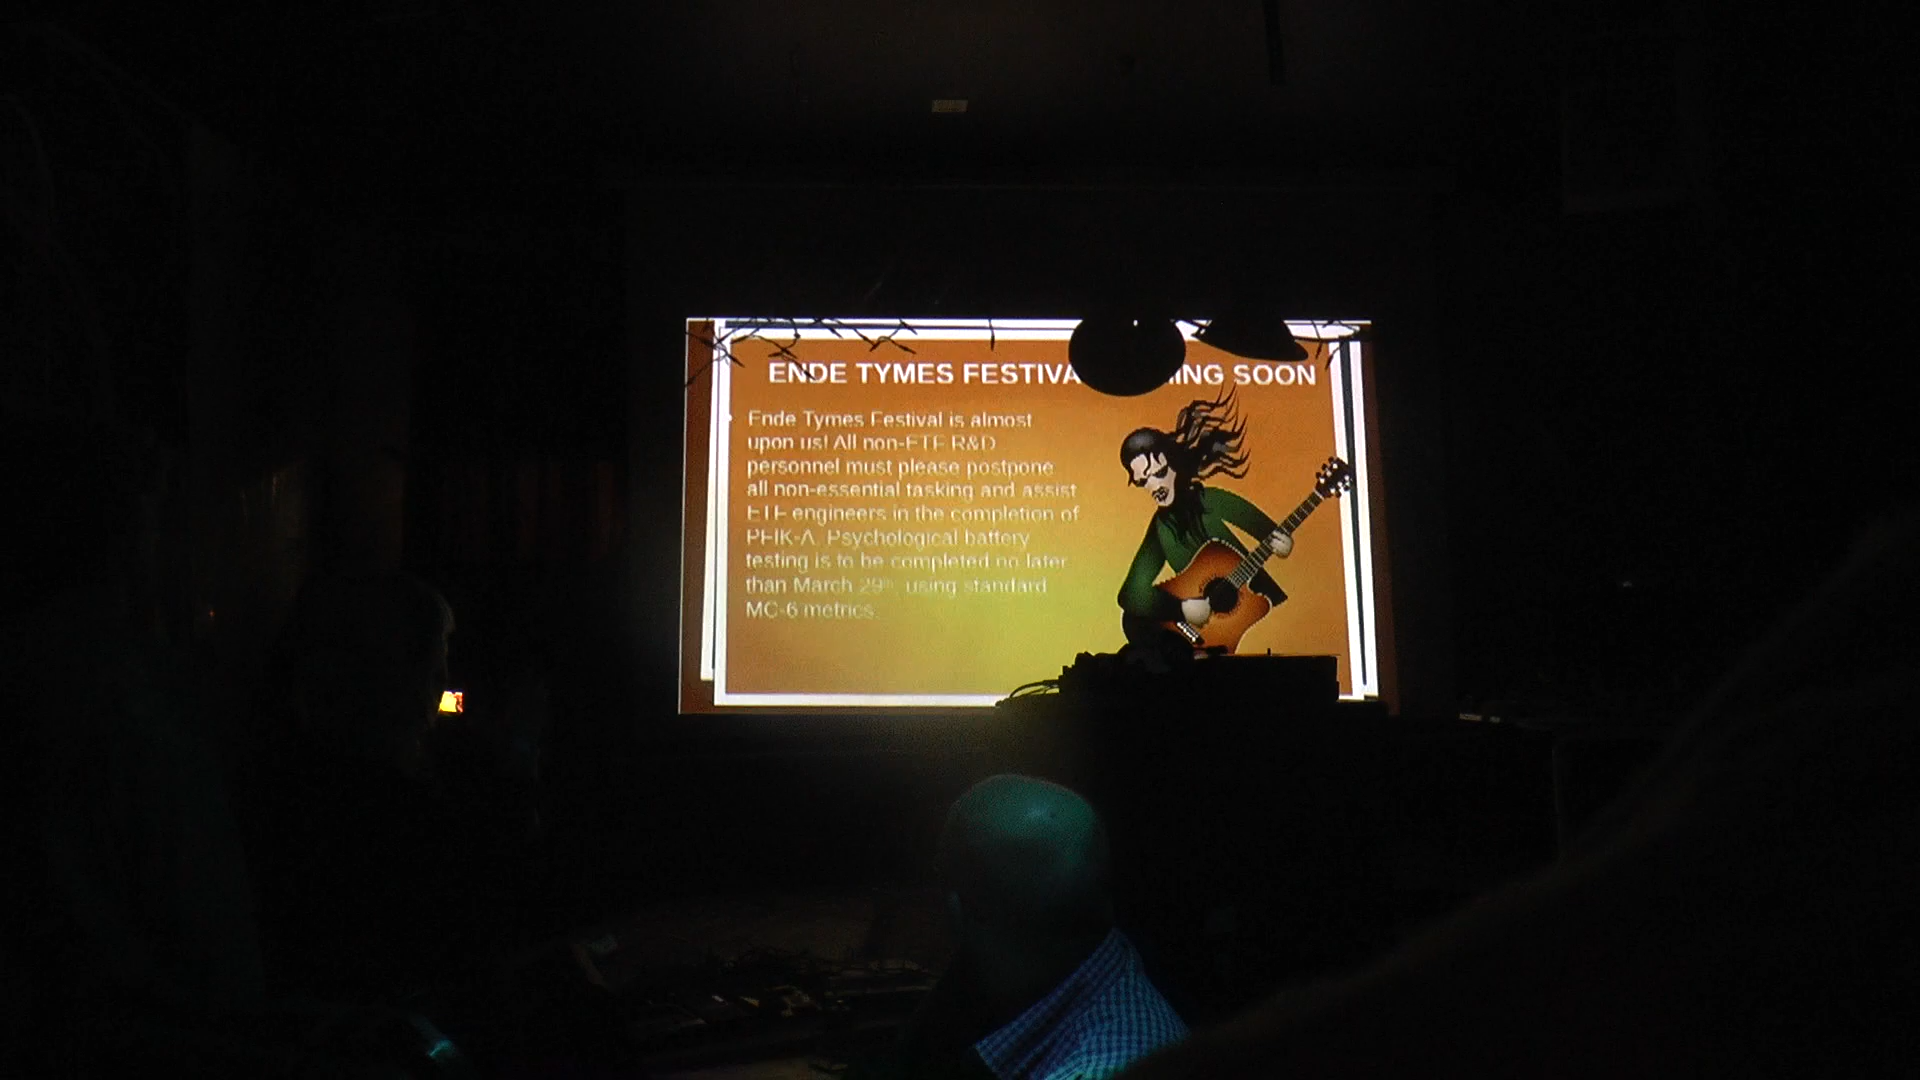 ENDE TYMES FESTIVA ING SOON
Ende Tymes Festival is almost
upon us! All non-ETF R&D
personnel must please postpone
all non-essential tasking and assist
ETF engineers in the completion of
Psychological battery
testing is to be completed no later
than March 29th, using standard
MC-6 metrics.